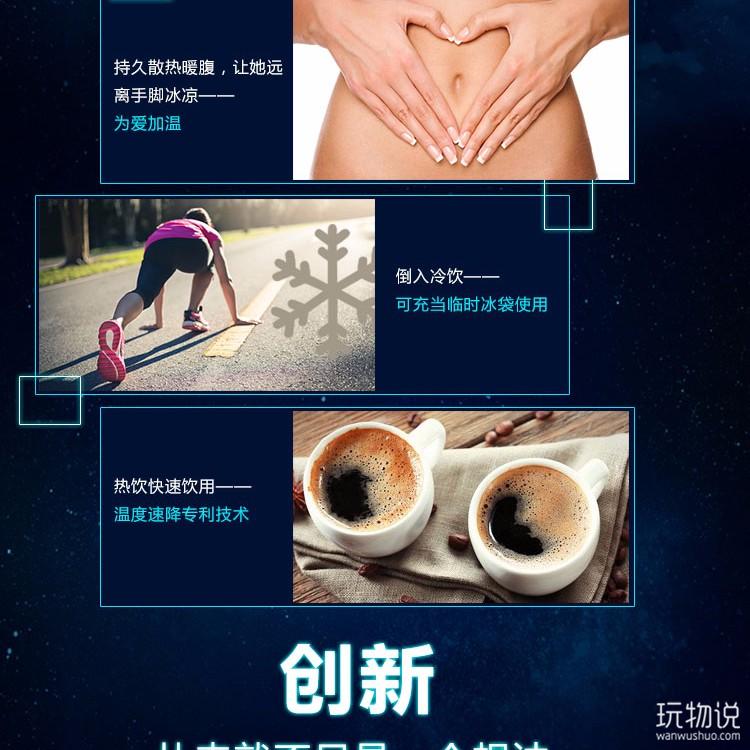 持久散热暖腹，让她远
离手脚冰凉——
为爱加温
倒入冷饮——
可充当临时冰袋使用
热饮快速饮用——
温度速降专利技术
创新
玩物说
wanwushuo.com